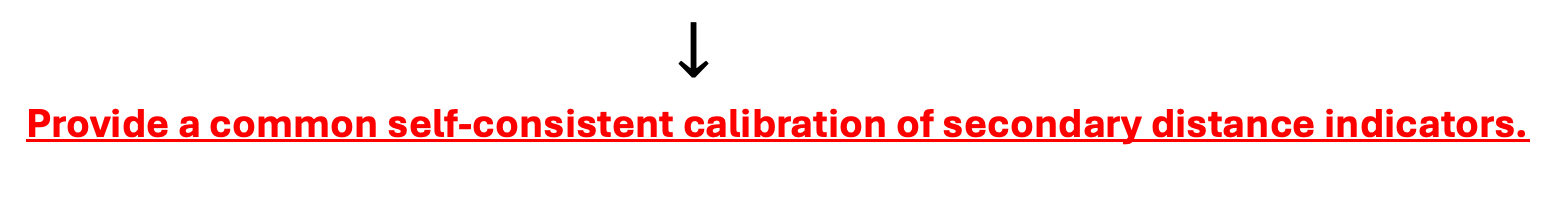 Provide a common self-consistent calibration of secondary distance indicators.